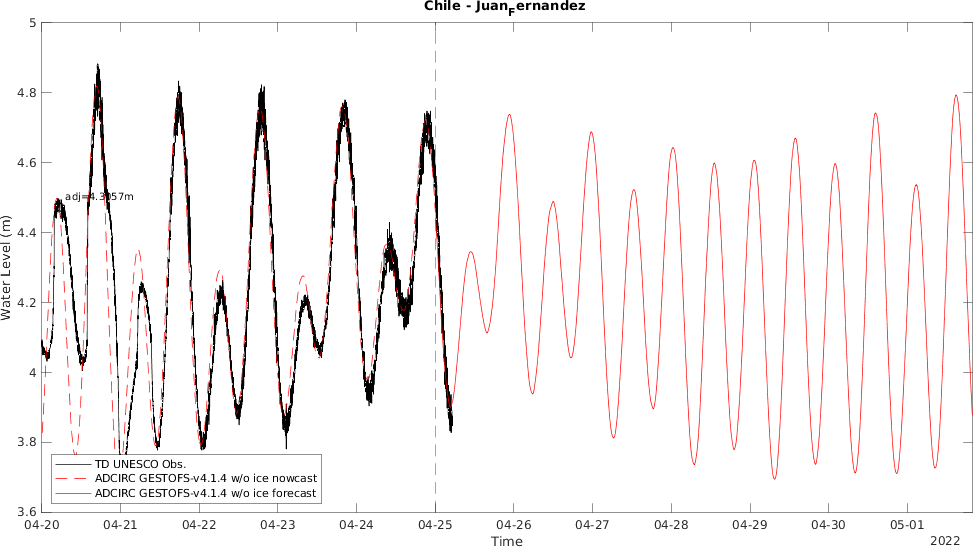 Chile - JuanFernandez
5
4.8
4.6
4.4
4.2
4
3.8
3.6
Water Level (m)
adj=4.3057m
TD UNESCO Obs.
ADCIRC GESTOFS-v4.1.4 w/o ice nowcast
ADCIRC GESTOFS-v4.1.4 w/o ice forecast
04-20 04-21 04-22 04-23 04-24 04-25 04-26 04-27 04-28 04-29 04-30 05-01
Time
2022